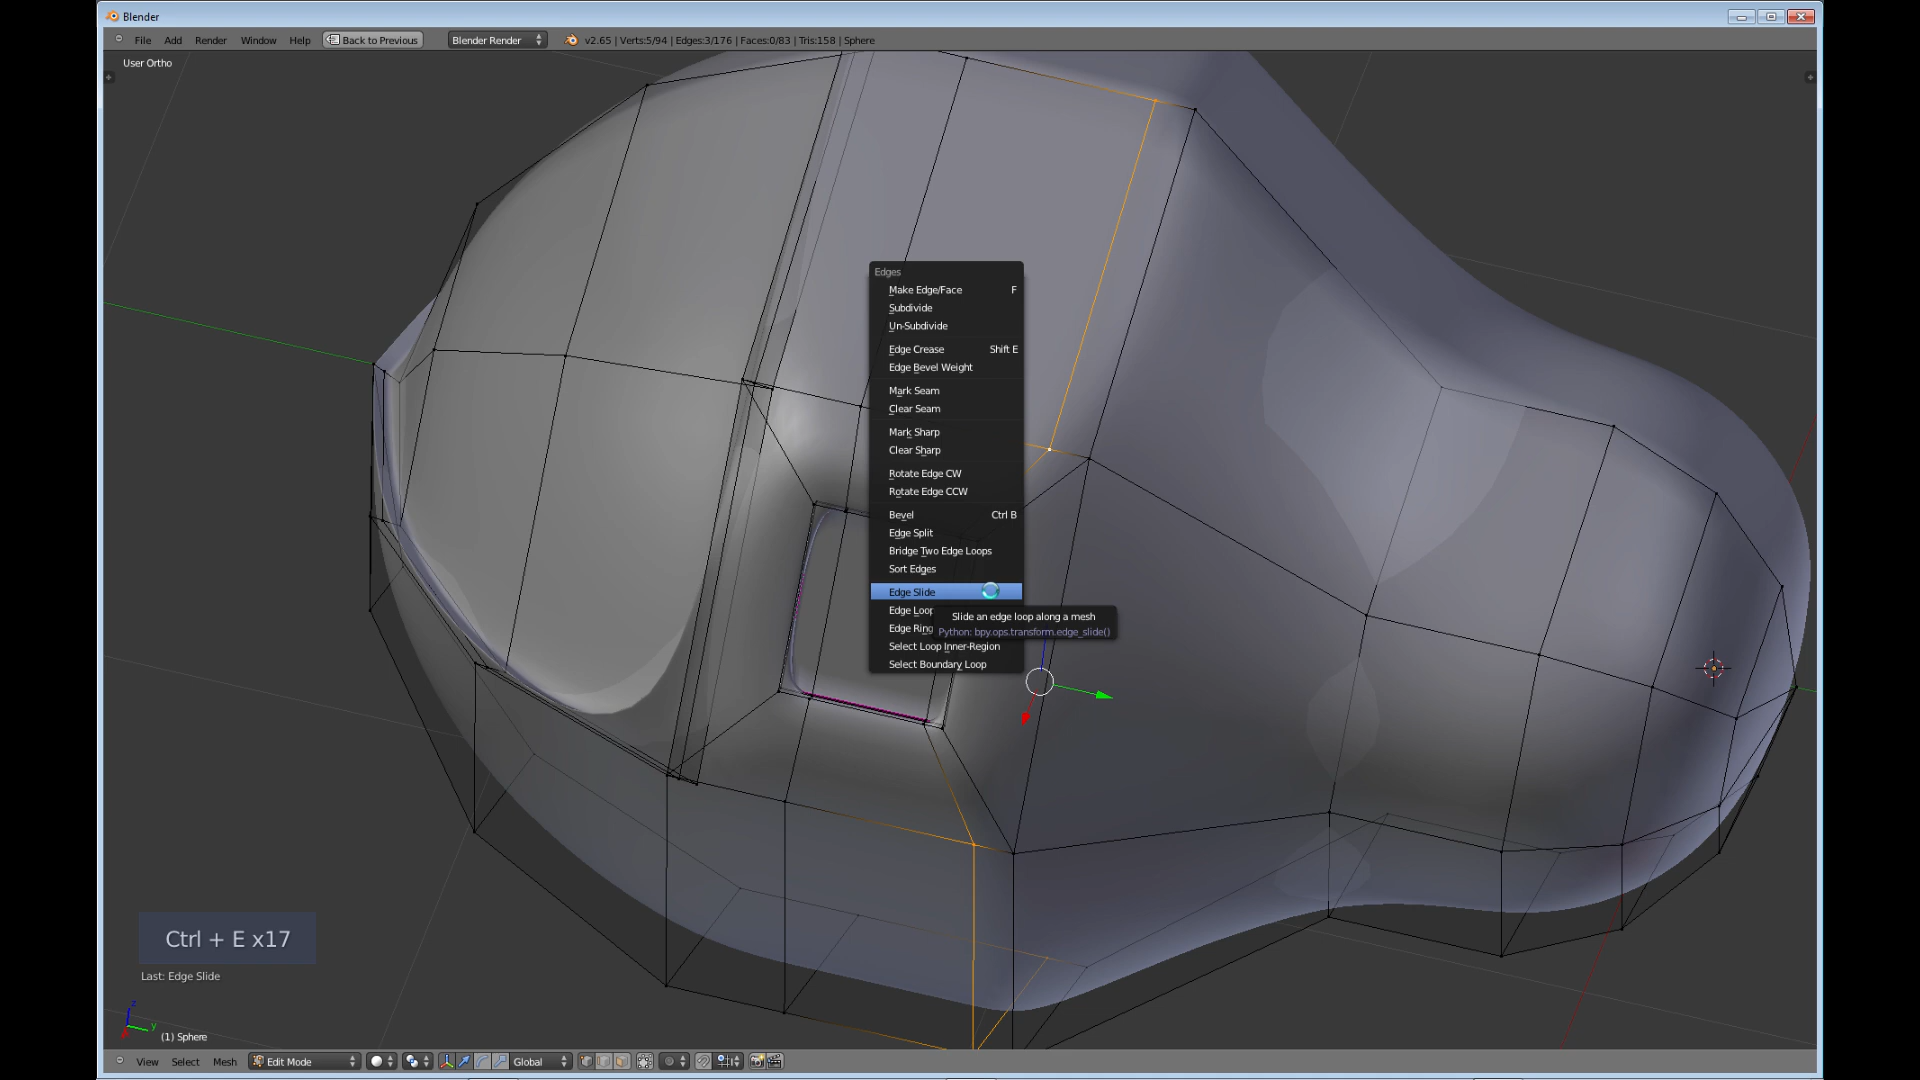 Blender
File Add Render Window Help Back to Previous Blender Render v2.65 | Verts:5/94 | Edges:3/176 | Faces:0/83 | Tris:158 | Sphere
User Ortho
Edges
Make Edge/Face F
Subdivide
Un-Subdivide
Edge Crease Shift E
Edge Bevel Weight
Mark Seam
Clear Seam
Mark Sharp
Clear Sharp
Rotate Edge CW
Rotate Edge CCW
Bevel Ctrl B
Edge Split
Bridge Two Edge Loops
Sort Edges
Edge Slide
Edge Loop
Slide an edge loop along a mesh
Edge Ring
Python: bpy.ops.transform.edge_slide()
Select Loop Inner-Region
Select Boundary Loop
Ctrl + E x17
Last: Edge Slide
z
y
(1) Sphere
View Select Mesh Edit Mode Global